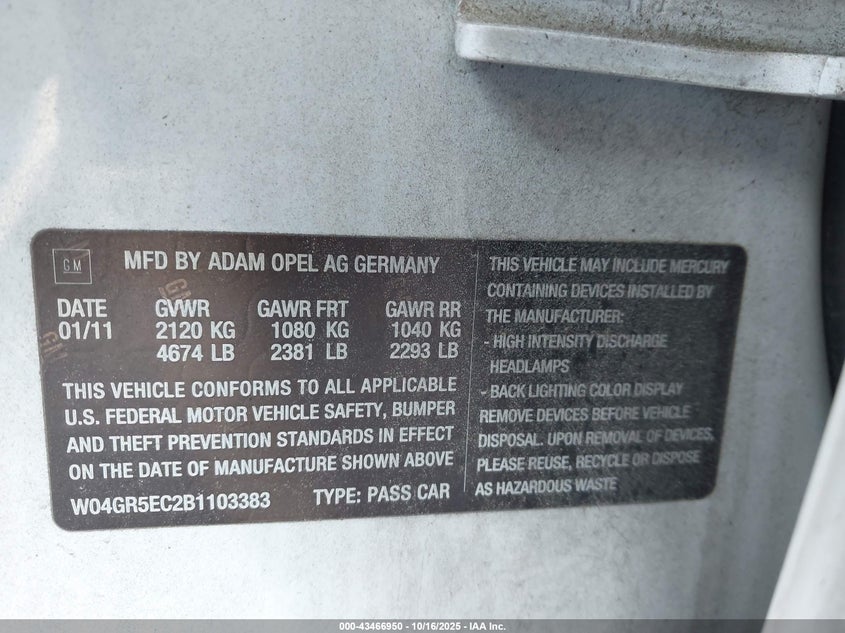 GM
MFD BY ADAM OPEL AG GERMANY
DATE GVWR GAWR FRT GAWR RR
01/11 2120 KG 1080 KG 1040 KG
4674 LB 2381 LB 2293 LB
THIS VEHICLE CONFORMS TO ALL APPLICABLE
U.S. FEDERAL MOTOR VEHICLE SAFETY, BUMPER
AND THEFT PREVENTION STANDARDS IN EFFECT
ON THE DATE OF MANUFACTURE SHOWN ABOVE
W04GR5EC2B1103383 TYPE: PASS CAR
THIS VEHICLE MAY INCLUDE MERCURY
CONTAINING DEVICES INSTALLED BY
THE MANUFACTURER:
- HIGH INTENSITY DISCHARGE
HEADLAMPS
- BACK LIGHTING COLOR DISPLAY
REMOVE DEVICES BEFORE VEHICLE
DISPOSAL. UPON REMOVAL OF DEVICES,
PLEASE REUSE, RECYCLE OR DISPOSE
AS HAZARDOUS WASTE
000-43466950 - 10/16/2025 - IAA Inc.